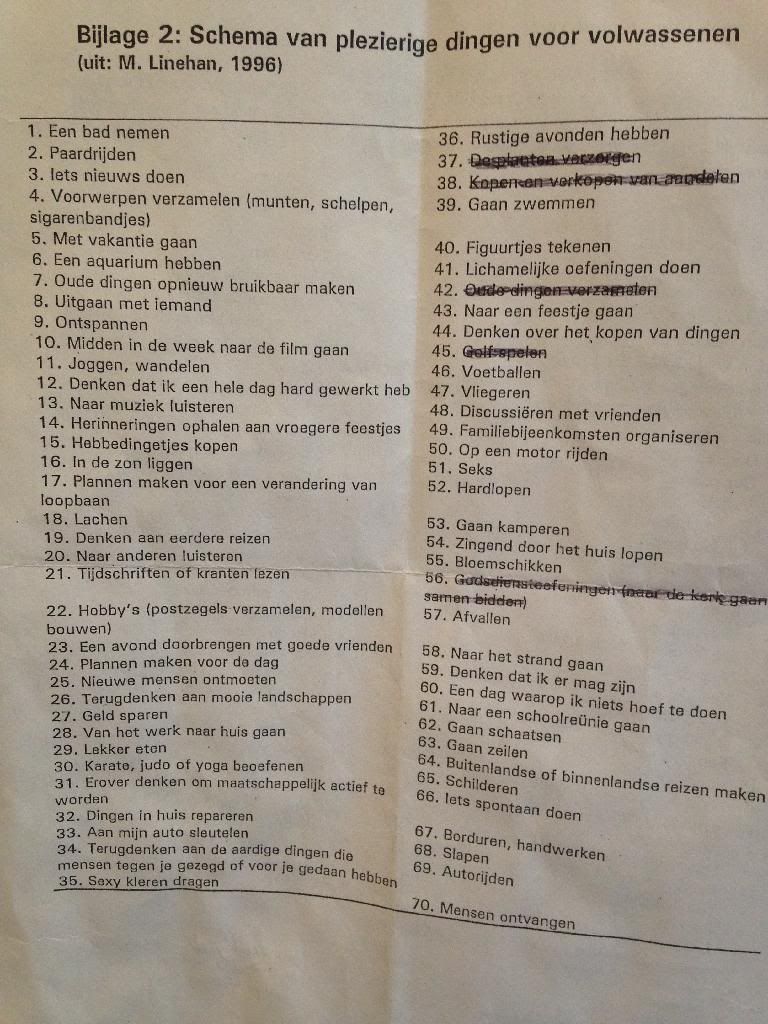 Bijlage 2: Schema van plezierige dingen voor volwassenen
(uit: M. Linehan, 1996)
1. Een bad nemen
2. Paardrijden
3. Iets nieuws doen
4. Voorwerpen verzamelen (munten, schelpen,
sigarenbandjes)
5. Met vakantie gaan
6. Een aquarium hebben
7. Oude dingen opnieuw bruikbaar maken
8. Uitgaan met iemand
9. Ontspannen
10. Midden in de week naar de film gaan
11. Joggen, wandelen
12. Denken dat ik een hele dag hard gewerkt heb
13. Naar muziek luisteren
14. Herinneringen ophalen aan vroegere feestjes
15. Hebbedingetjes kopen
16. In de zon liggen
17. Plannen maken voor een verandering van
loopbaan
18. Lachen
19. Denken aan eerdere reizen
20. Naar anderen luisteren
21. Tijdschriften of kranten lezen
22. Hobby's (postzegels verzamelen, modellen
bouwen)
23. Een avond doorbrengen met goede vrienden
24. Plannen maken voor de dag
25. Nieuwe mensen ontmoeten
26. Terugdenken aan mooie landschappen
27. Geld sparen
28. Van het werk naar huis gaan
29. Lekker eten
30. Karate, judo of yoga beoefenen
31. Erover denken om maatschappelijk actief te
worden
32. Dingen in huis repareren
33. Aan mijn auto sleutelen
34. Terugdenken aan de aardige dingen die
mensen tegen je gezegd of voor je gedaan hebben
35. Sexy kleren dragen
36. Rustige avonden hebben
37. De planten verzorgen
38. Kopen en verkopen van aandelen
39. Gaan zwemmen
40. Figuurtjes tekenen
41. Lichamelijke oefeningen doen
42. Oude dingen verzamelen
43. Naar een feestje gaan
44. Denken over het kopen van dingen
45. Golf spelen
46. Voetballen
47. Vliegeren
48. Discussiëren met vrienden
49. Familiebijeenkomsten organiseren
50. Op een motor rijden
51. Seks
52. Hardlopen
53. Gaan kamperen
54. Zingend door het huis lopen
55. Bloemschikken
56. Godsdienstoefeningen (naar de kerk gaan
samen bidden)
57. Afvallen
58. Naar het strand gaan
59. Denken dat ik er mag zijn
60. Een dag waarop ik niets hoef te doen
61. Naar een schoolreünie gaan
62. Gaan schaatsen
63. Gaan zeilen
64. Buitenlandse of binnenlandse reizen maken
65. Schilderen
66. Iets spontaan doen
67. Borduren, handwerken
68. Slapen
69. Autorijden
70. Mensen ontvangen